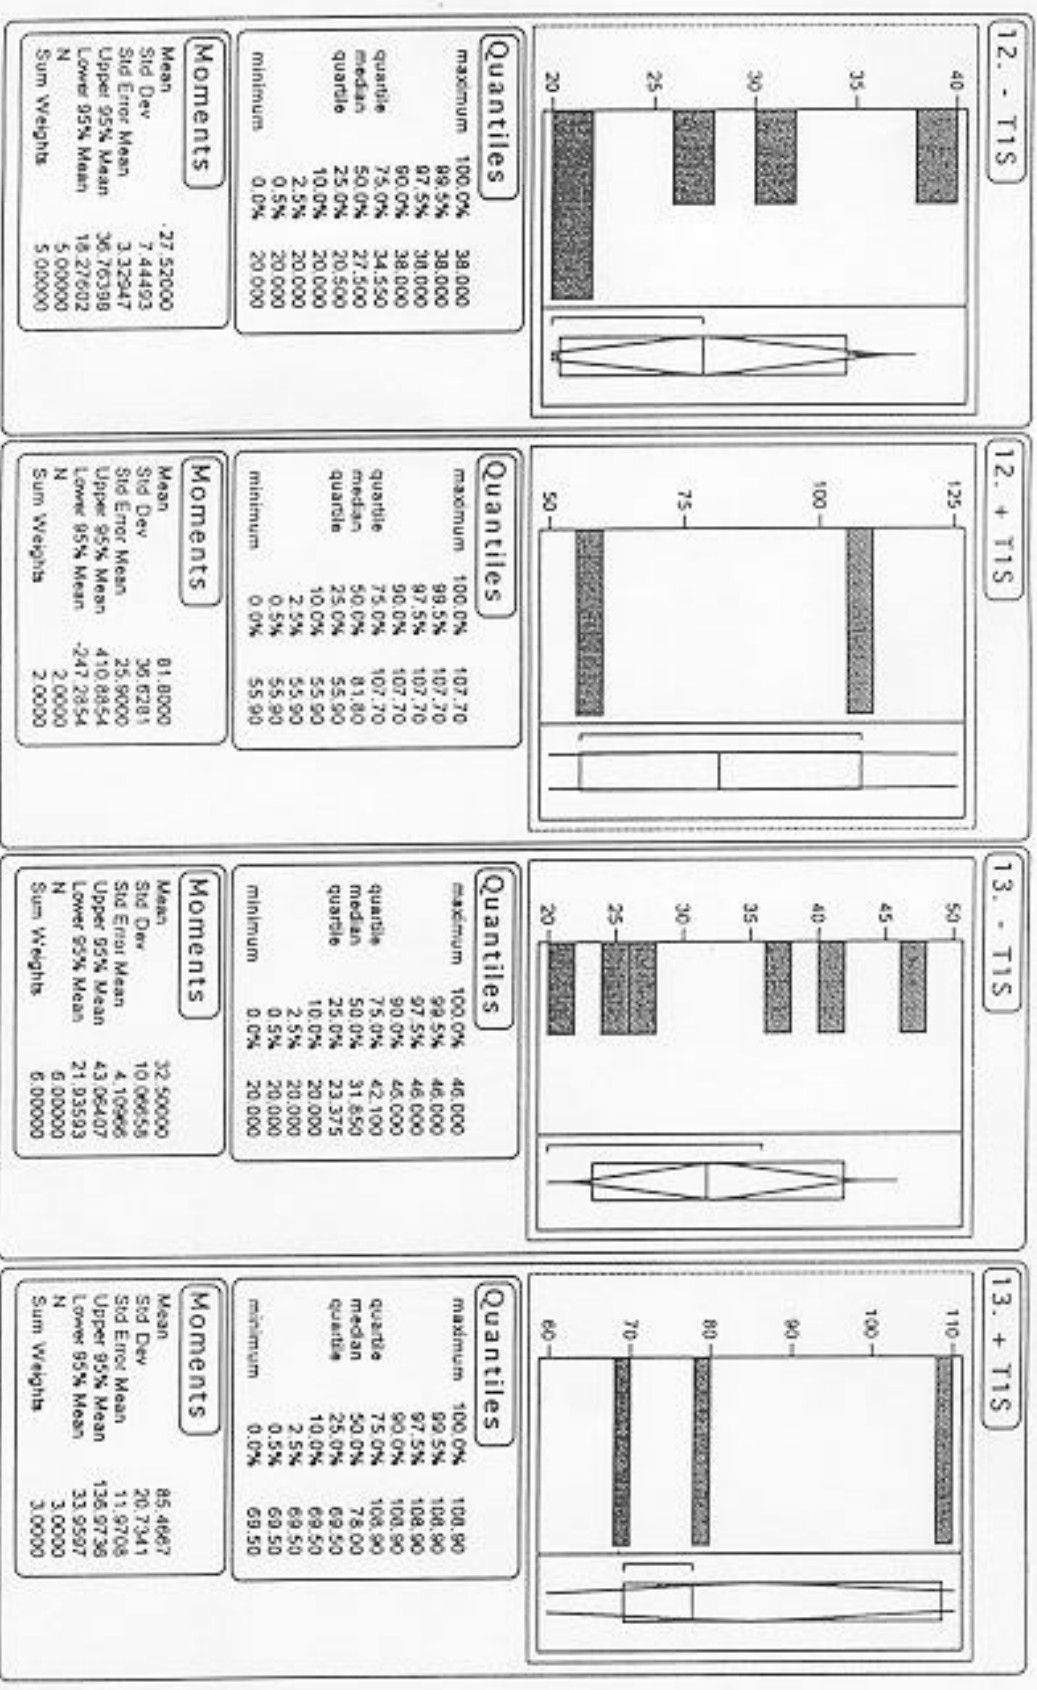 12. - T1S
40
35
30
25
20
Quantiles
maximum 100.0% 38.000
99.5% 38.000
97.5% 38.000
90.0% 38.000
quartile 75.0% 34.550
median 50.0% 27.500
quartile 25.0% 20.500
10.0% 20.000
2.5% 20.000
0.5% 20.000
minimum 0.0% 20.000
Moments
Mean 27.52000
Std Dev 7.44493
Std Error Mean 3.32947
Upper 95% Mean 36.76398
Lower 95% Mean 18.27602
N 5.00000
Sum Weights 5.00000
12. + T1S
125
100
75
50
Quantiles
maximum 100.0% 107.70
99.5% 107.70
97.5% 107.70
90.0% 107.70
quartile 75.0% 107.70
median 50.0% 81.80
quartile 25.0% 55.90
10.0% 55.90
2.5% 55.90
0.5% 55.90
minimum 0.0% 55.90
Moments
Mean 81.8000
Std Dev 36.6281
Std Error Mean 25.9000
Upper 95% Mean 410.8854
Lower 95% Mean -247.2854
N 2.0000
Sum Weights 2.0000
13. - T1S
50
45
40
35
30
25
20
Quantiles
maximum 100.0% 46.000
99.5% 46.000
97.5% 46.000
90.0% 46.000
quartile 75.0% 42.100
median 50.0% 31.850
quartile 25.0% 23.375
10.0% 20.000
2.5% 20.000
0.5% 20.000
minimum 0.0% 20.000
Moments
Mean 32.50000
Std Dev 10.06658
Std Error Mean 4.10966
Upper 95% Mean 43.06407
Lower 95% Mean 21.93593
N 6.00000
Sum Weights 6.00000
13. + T1S
110
100
90
80
70
60
Quantiles
maximum 100.0% 108.90
99.5% 108.90
97.5% 108.90
90.0% 108.90
quartile 75.0% 108.90
median 50.0% 78.00
quartile 25.0% 69.50
10.0% 69.50
2.5% 69.50
0.5% 69.50
minimum 0.0% 69.50
Moments
Mean 85.4667
Std Dev 20.7341
Std Error Mean 11.9708
Upper 95% Mean 136.9736
Lower 95% Mean 33.9597
N 3.0000
Sum Weights 3.0000